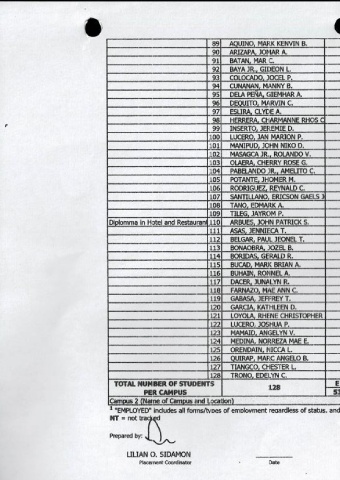 89 AQUINO, MARK KENVIN B.
90 ARIZAPA, JOMAR A.
91 BATAN, MAR C.
92 BAYA JR., GIDEON L.
93 COLOCADO, JOCEL P.
94 CUNANAN, MANNY B.
95 DELA PEÑA, GIEMHAR A.
96 DEQUITO, MARVIN C.
97 ESLIRA, CLYDE A.
98 HERRERA, CHARMANNE RHOS C
99 INSERTO, JEREMIE D.
100 LUCERO, JAN MARION P.
101 MANIPUD, JOHN NIKO D.
102 MASAGCA JR., ROLANDO V.
103 OLAERA, CHERRY ROSE G.
104 PABELANDO JR., AMELITO C.
105 POTANTE, JHOMER M.
106 RODRIGUEZ, REYNALD C.
107 SANTILLANO, ERICSON GAELS J
108 TANO, EDMARK A.
109 TILEG, JAYROM P.
Diplomma in Hotel and Restaurant 110 ARBUES, JOHN PATRICK S.
111 ASAS, JENNIECA T.
112 BELGAR, PAUL JEONEL T.
113 BONAOBRA, JOZEL B.
114 BORIDAS, GERALD R.
115 BUCAD, MARK BRIAN A.
116 BUHAIN, RONNEL A.
117 DACER, JUNALYN R.
118 FARNAZO, MAE ANN C.
119 GABASA, JEFFREY T.
120 GARCIA, KATHLEEN D.
121 LOYOLA, RHENE CHRISTOPHER
122 LUCERO, JOSHUA P.
123 MAMAID, ANGELYN V.
124 MEDINA, NORREZA MAE E.
125 ORENDAIN, RICCA L.
126 QUIRAP, MARC ANGELO B.
127 TIANGCO, CHESTER L.
128 TRONO, EDELYN C.
TOTAL NUMBER OF STUDENTS PER CAMPUS 128
Campus 2 (Name of Campus and Location)
1 "EMPLOYED" includes all forms/types of employment regardless of status, and
NT = not tracked
Prepared by:
LILIAN O. SIDAMON
Placement Coordinator Date